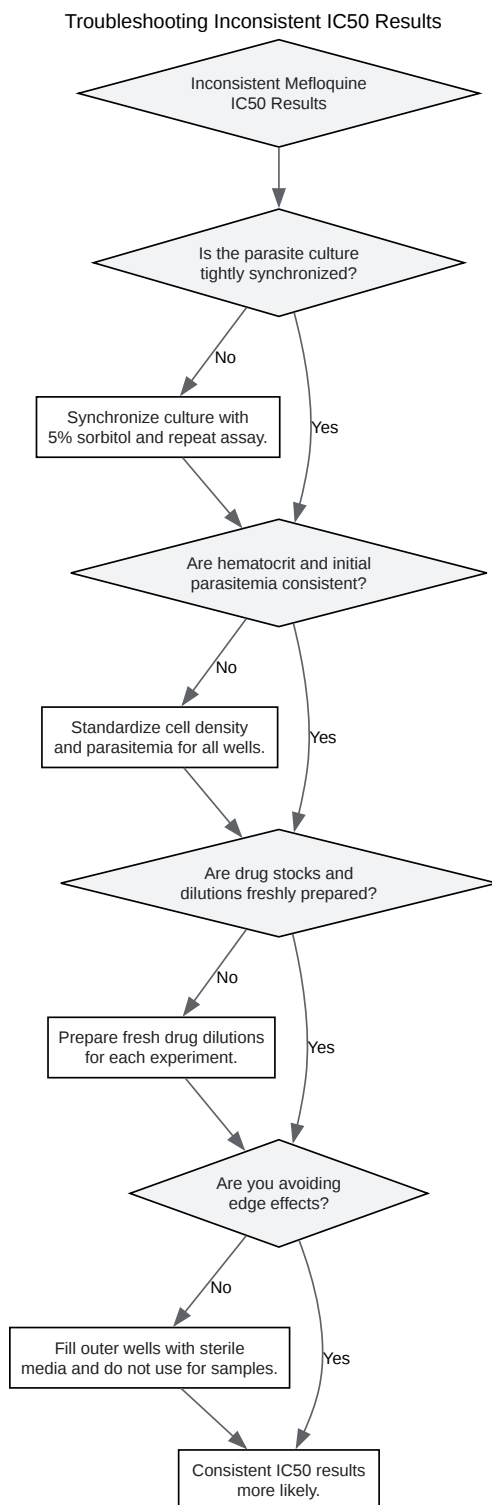 Troubleshooting Inconsistent IC50 Results
Inconsistent Mefloquine
IC50 Results
Is the parasite culture
tightly synchronized?
No
Yes
Synchronize culture with
5% sorbitol and repeat assay.
Are hematocrit and initial
parasitemia consistent?
No
Yes
Standardize cell density
and parasitemia for all wells.
Are drug stocks and
dilutions freshly prepared?
No
Yes
Prepare fresh drug dilutions
for each experiment.
Are you avoiding
edge effects?
No
Yes
Fill outer wells with sterile
media and do not use for samples.
Consistent IC50 results
more likely.